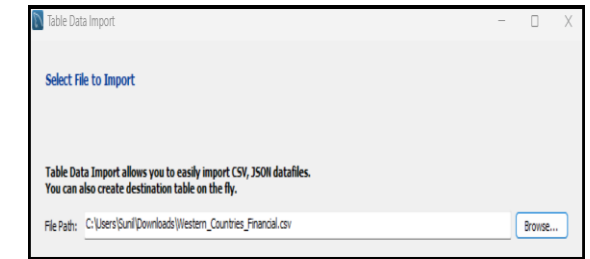 Table Data Import
Select File to Import
Table Data Import allows you to easily import CSV, JSON datafiles.
You can also create destination table on the fly.
File Path: C:\Users\Sunil\Downloads\Western_Countries_Financial.csv Browse...